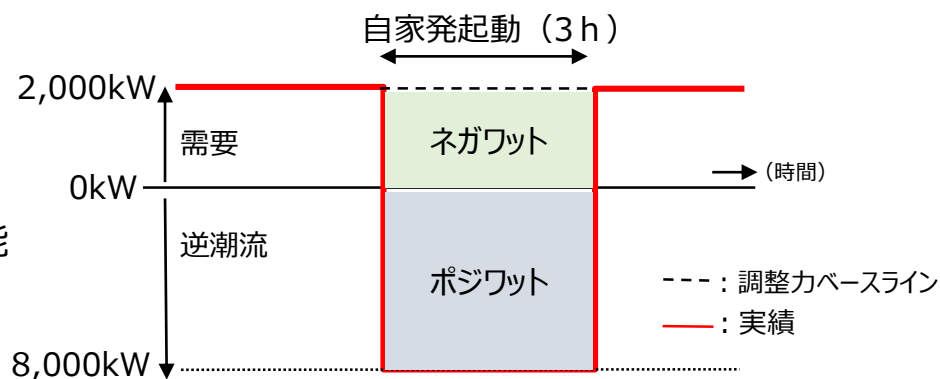 自家発起動（3ｈ）
2,000kW
需要
ネガワット
0kW
（時間）
能
逆潮流
ポジワット
：調整力ベースライン
：実績
8,000kW